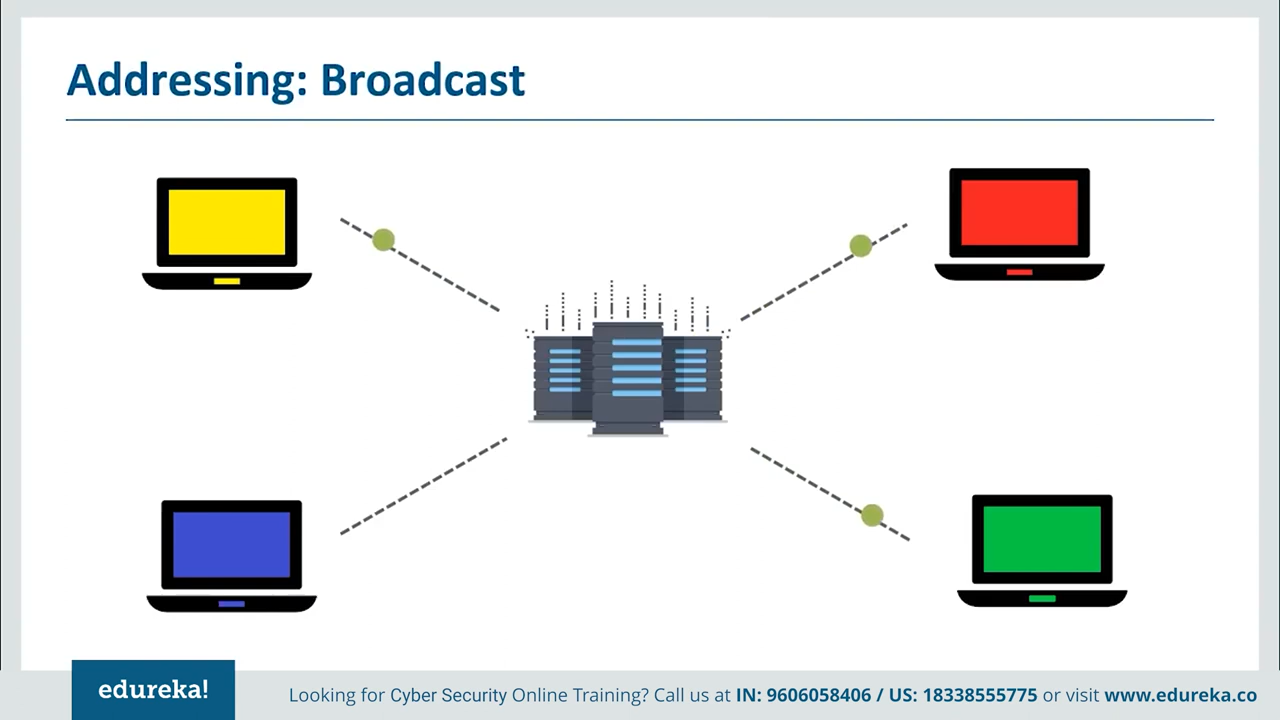 Addressing: Broadcast
edureka!
Looking for Cyber Security Online Training? Call us at IN: 9606058406 / US: 18338555775 or visit www.edureka.co